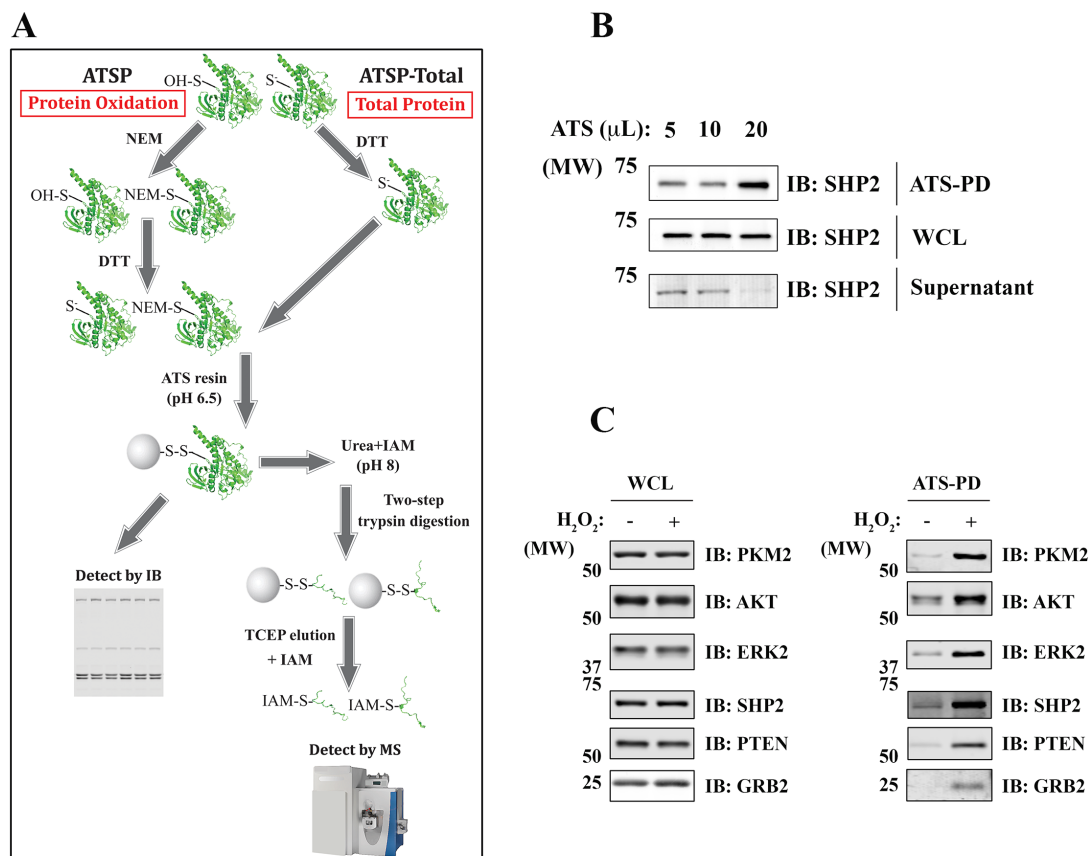 A
ATSP
Protein Oxidation
OH-S
S-
ATSP-Total
Total Protein
NEM
DTT
OH-S
NEM-S
S-
DTT
S-
NEM-S
ATS resin
(pH 6.5)
-S-S
Urea+IAM
(pH 8)
Two-step
trypsin digestion
Detect by IB
-S-S
-S-S
TCEP elution
+ IAM
IAM-S
IAM-S
Detect by MS
B
ATS (μL): 5 10 20
(MW)
75
IB: SHP2
ATS-PD
75
IB: SHP2
WCL
75
IB: SHP2
Supernatant
C
WCL
H₂O₂: - +
(MW)
50
IB: PKM2
50
IB: AKT
37
IB: ERK2
75
IB: SHP2
50
IB: PTEN
25
IB: GRB2
ATS-PD
H₂O₂: - +
(MW)
50
IB: PKM2
50
IB: AKT
37
IB: ERK2
75
IB: SHP2
50
IB: PTEN
25
IB: GRB2